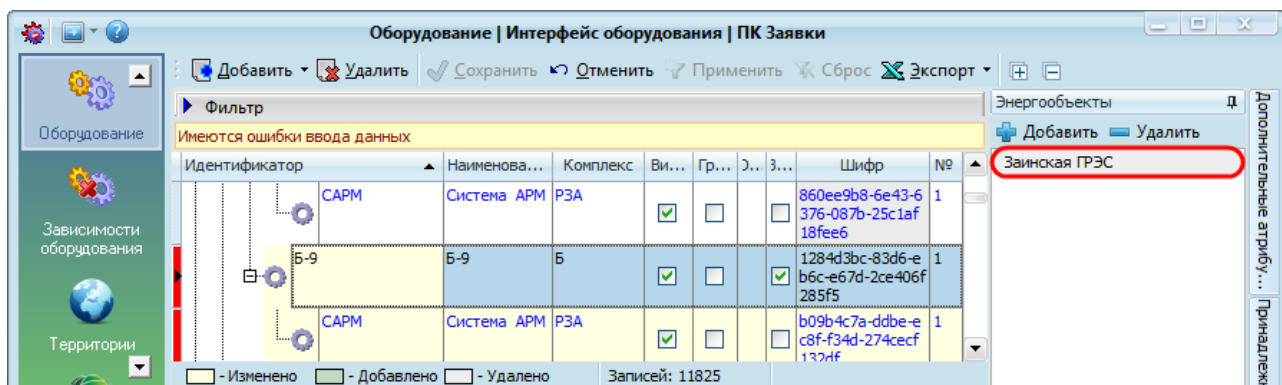 Оборудование | Интерфейс оборудования | ПК Заявки
Добавить Удалить Сохранить Отменить Применить Сброс Экспорт
Оборудование
Зависимости
оборудования
Территории
Фильтр
Имеются ошибки ввода данных
Идентификатор Наименова... Комплекс Ви... Гр... З... Шифр №
САРМ Система АРМ РЗА 860ee9b8-6e43-6 1
376-087b-25c1af
18fee6
Б-9 Б-9 Б 1284d3bc-83d6-e 1
b6c-e67d-2ce406f
285f5
САРМ Система АРМ РЗА b09b4c7a-ddbe-e 1
c8f-f34d-274cecf
132df
- Изменено - Добавлено - Удалено Записей: 11825
Энергообъекты
Добавить Удалить
Заинская ГРЭС
Дополнительные атрибу...
Принадлеж